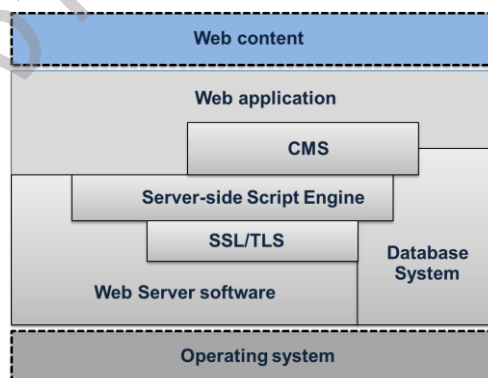 Web content
Web application
CMS
Server-side Script Engine
SSL/TLS
Database
System
Web Server software
Operating system